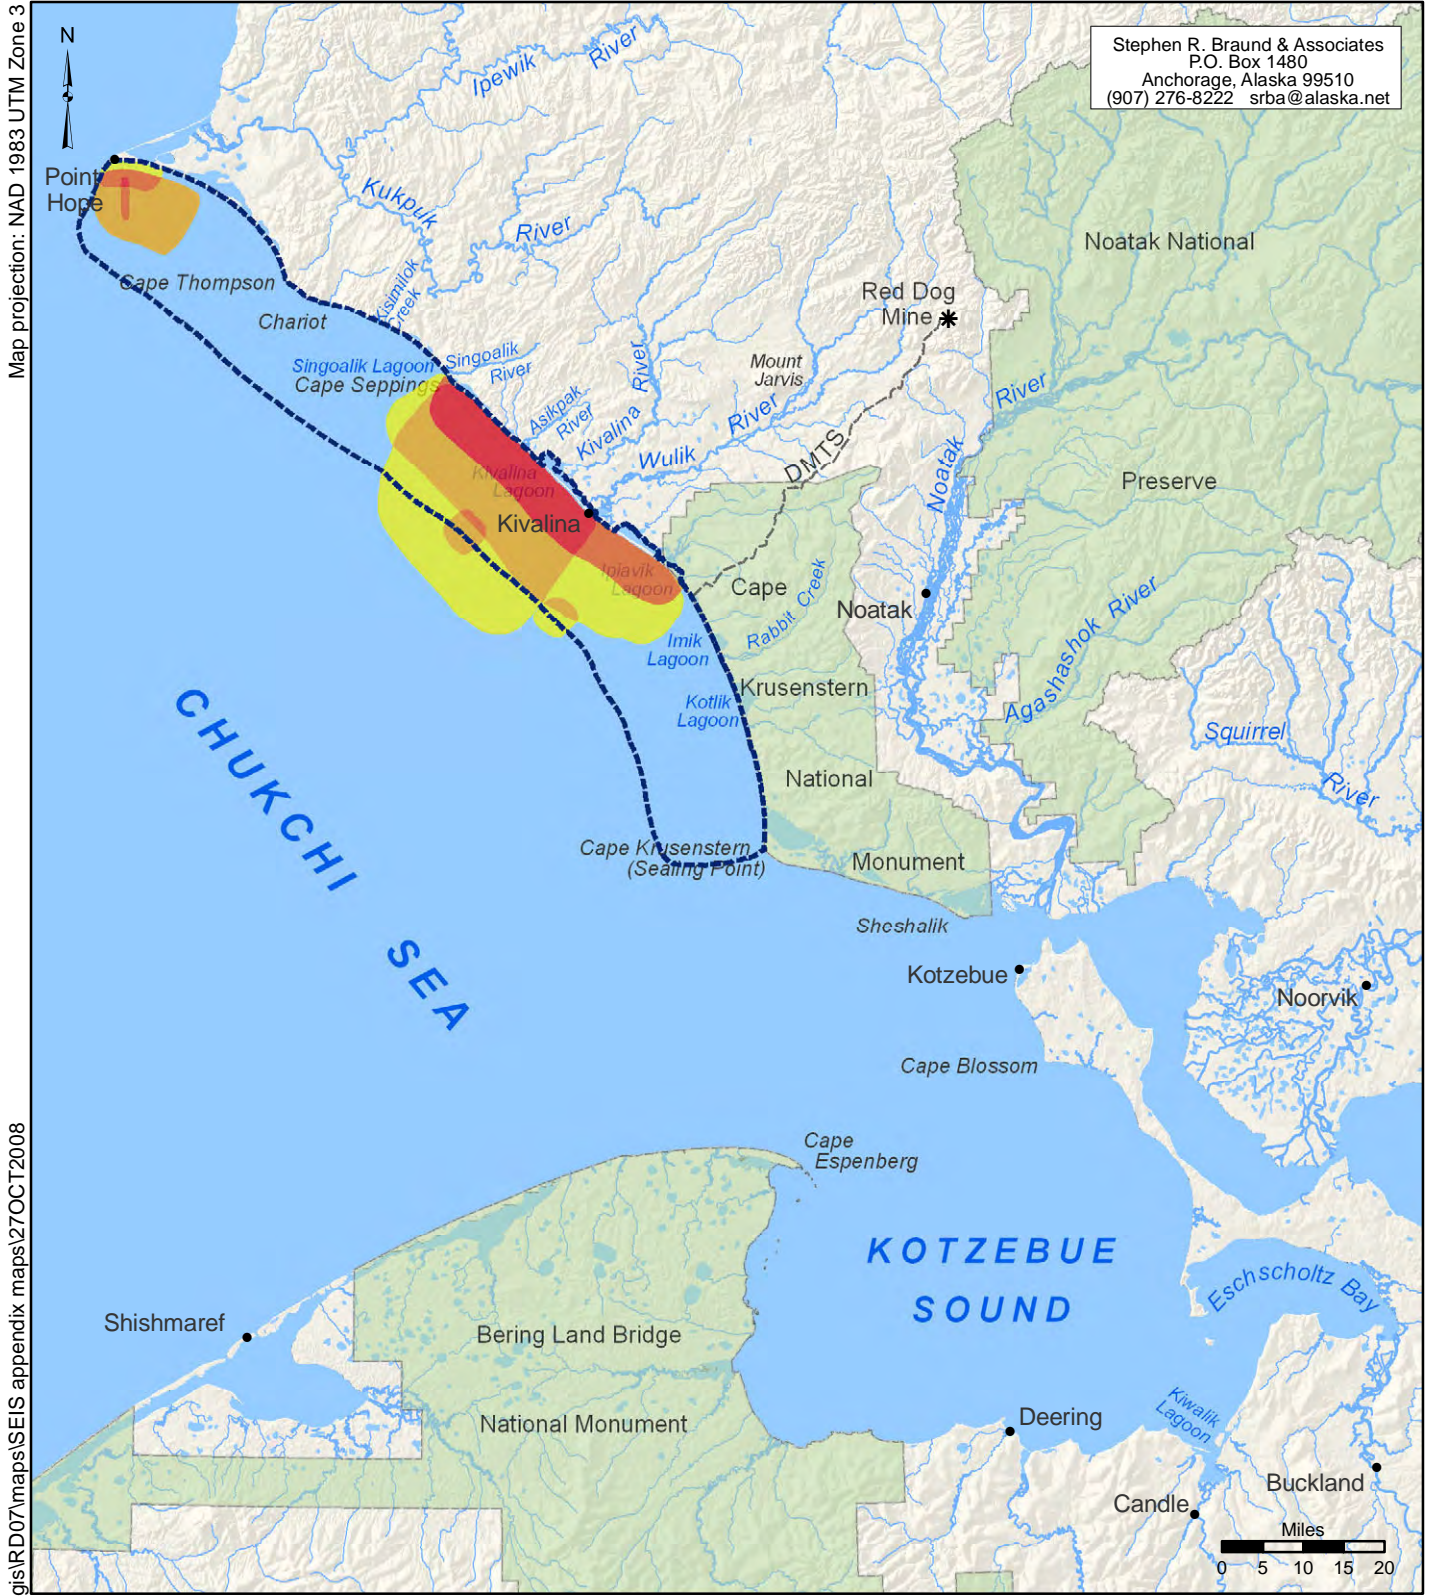 Map projection: NAD 1983 UTM Zone 3
gis\RD07\maps\SEIS appendix maps\27OCT2008
N
Stephen R. Braund & Associates
P.O. Box 1480
Anchorage, Alaska 99510
(907) 276-8222 srba@alaska.net
Ipewik River
Point
Hope
Kukpuk
River
Noatak National
Cape Thompson
Kisimilok
Creek
Red Dog
Mine
Chariot
Singoalik Lagoon
Cape Seppings
Singoalik
River
Mount
Jarvis
River
Asikpak
River
Kivalina
River
Wulik
River
DMTS
Noatak
Preserve
Kivalina
Lagoon
Kivalina
Ipiavik
Lagoon
Cape
Rabbit Creek
Noatak
Agashashok River
Imik
Lagoon
Krusenstern
Kotlik
Lagoon
Squirrel
River
National
CHUKCHI SEA
Cape Krusenstern
(Sealing Point)
Monument
Sheshalik
Kotzebue
Noorvik
Cape Blossom
Cape
Espenberg
KOTZEBUE
SOUND
Eschscholtz Bay
Shishmaref
Bering Land Bridge
National Monument
Kiwalik
Lagoon
Deering
Buckland
Candle
Miles
0 5 10 15 20